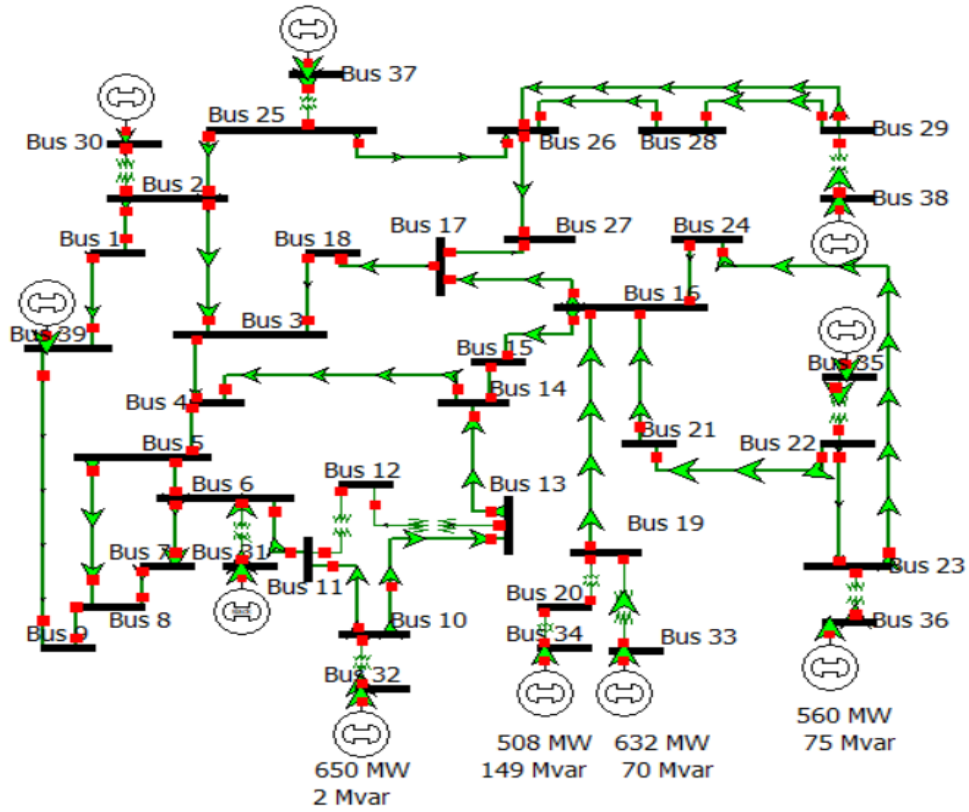 Bus 37
Bus 30
Bus 25
Bus 26
Bus 28
Bus 29
Bus 2
Bus 38
Bus 1
Bus 18
Bus 17
Bus 27
Bus 24
Bus 16
Bus 39
Bus 3
Bus 15
Bus 35
Bus 14
Bus 4
Bus 5
Bus 21
Bus 22
Bus 6
Bus 12
Bus 13
Bus 7
Bus 31
Bus 11
Bus 19
Bus 23
Bus 8
Bus 20
Bus 9
Bus 10
Bus 34
Bus 33
Bus 36
Bus 32
650 MW
2 Mvar
508 MW
149 Mvar
632 MW
70 Mvar
560 MW
75 Mvar